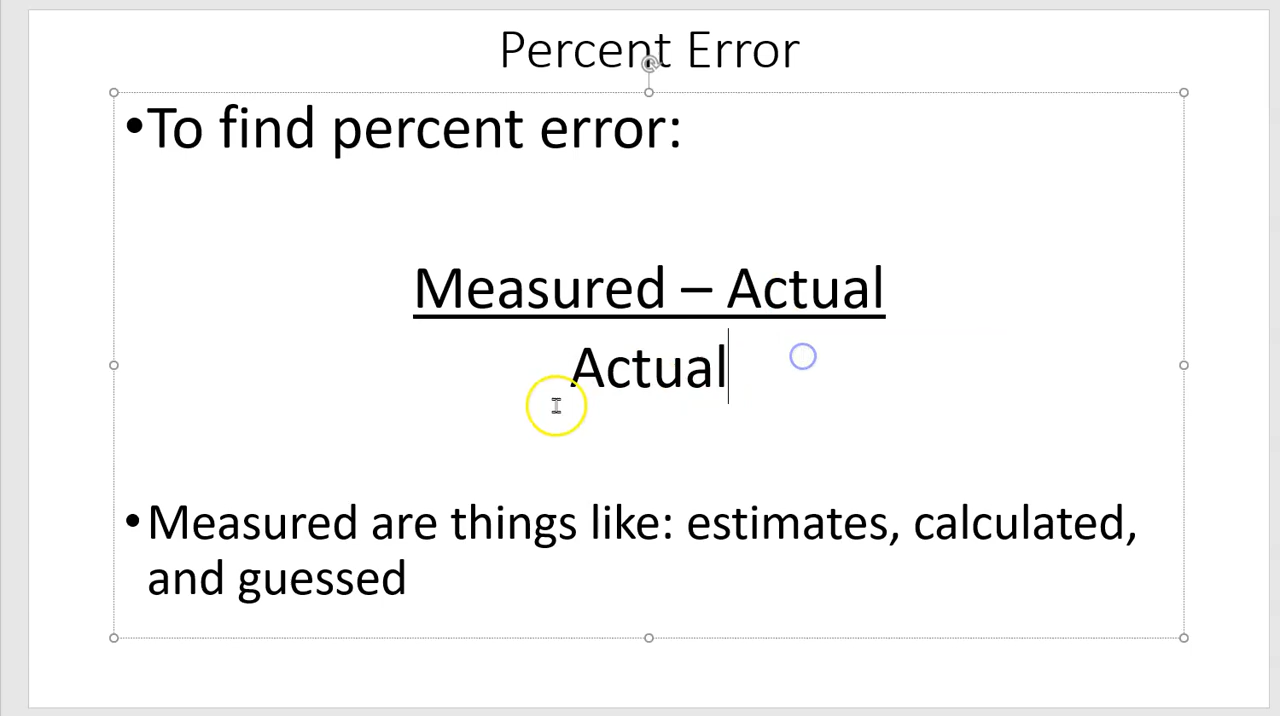 Percent Error
•To find percent error:
Measured – Actual
Actual
•Measured are things like: estimates, calculated,
and guessed